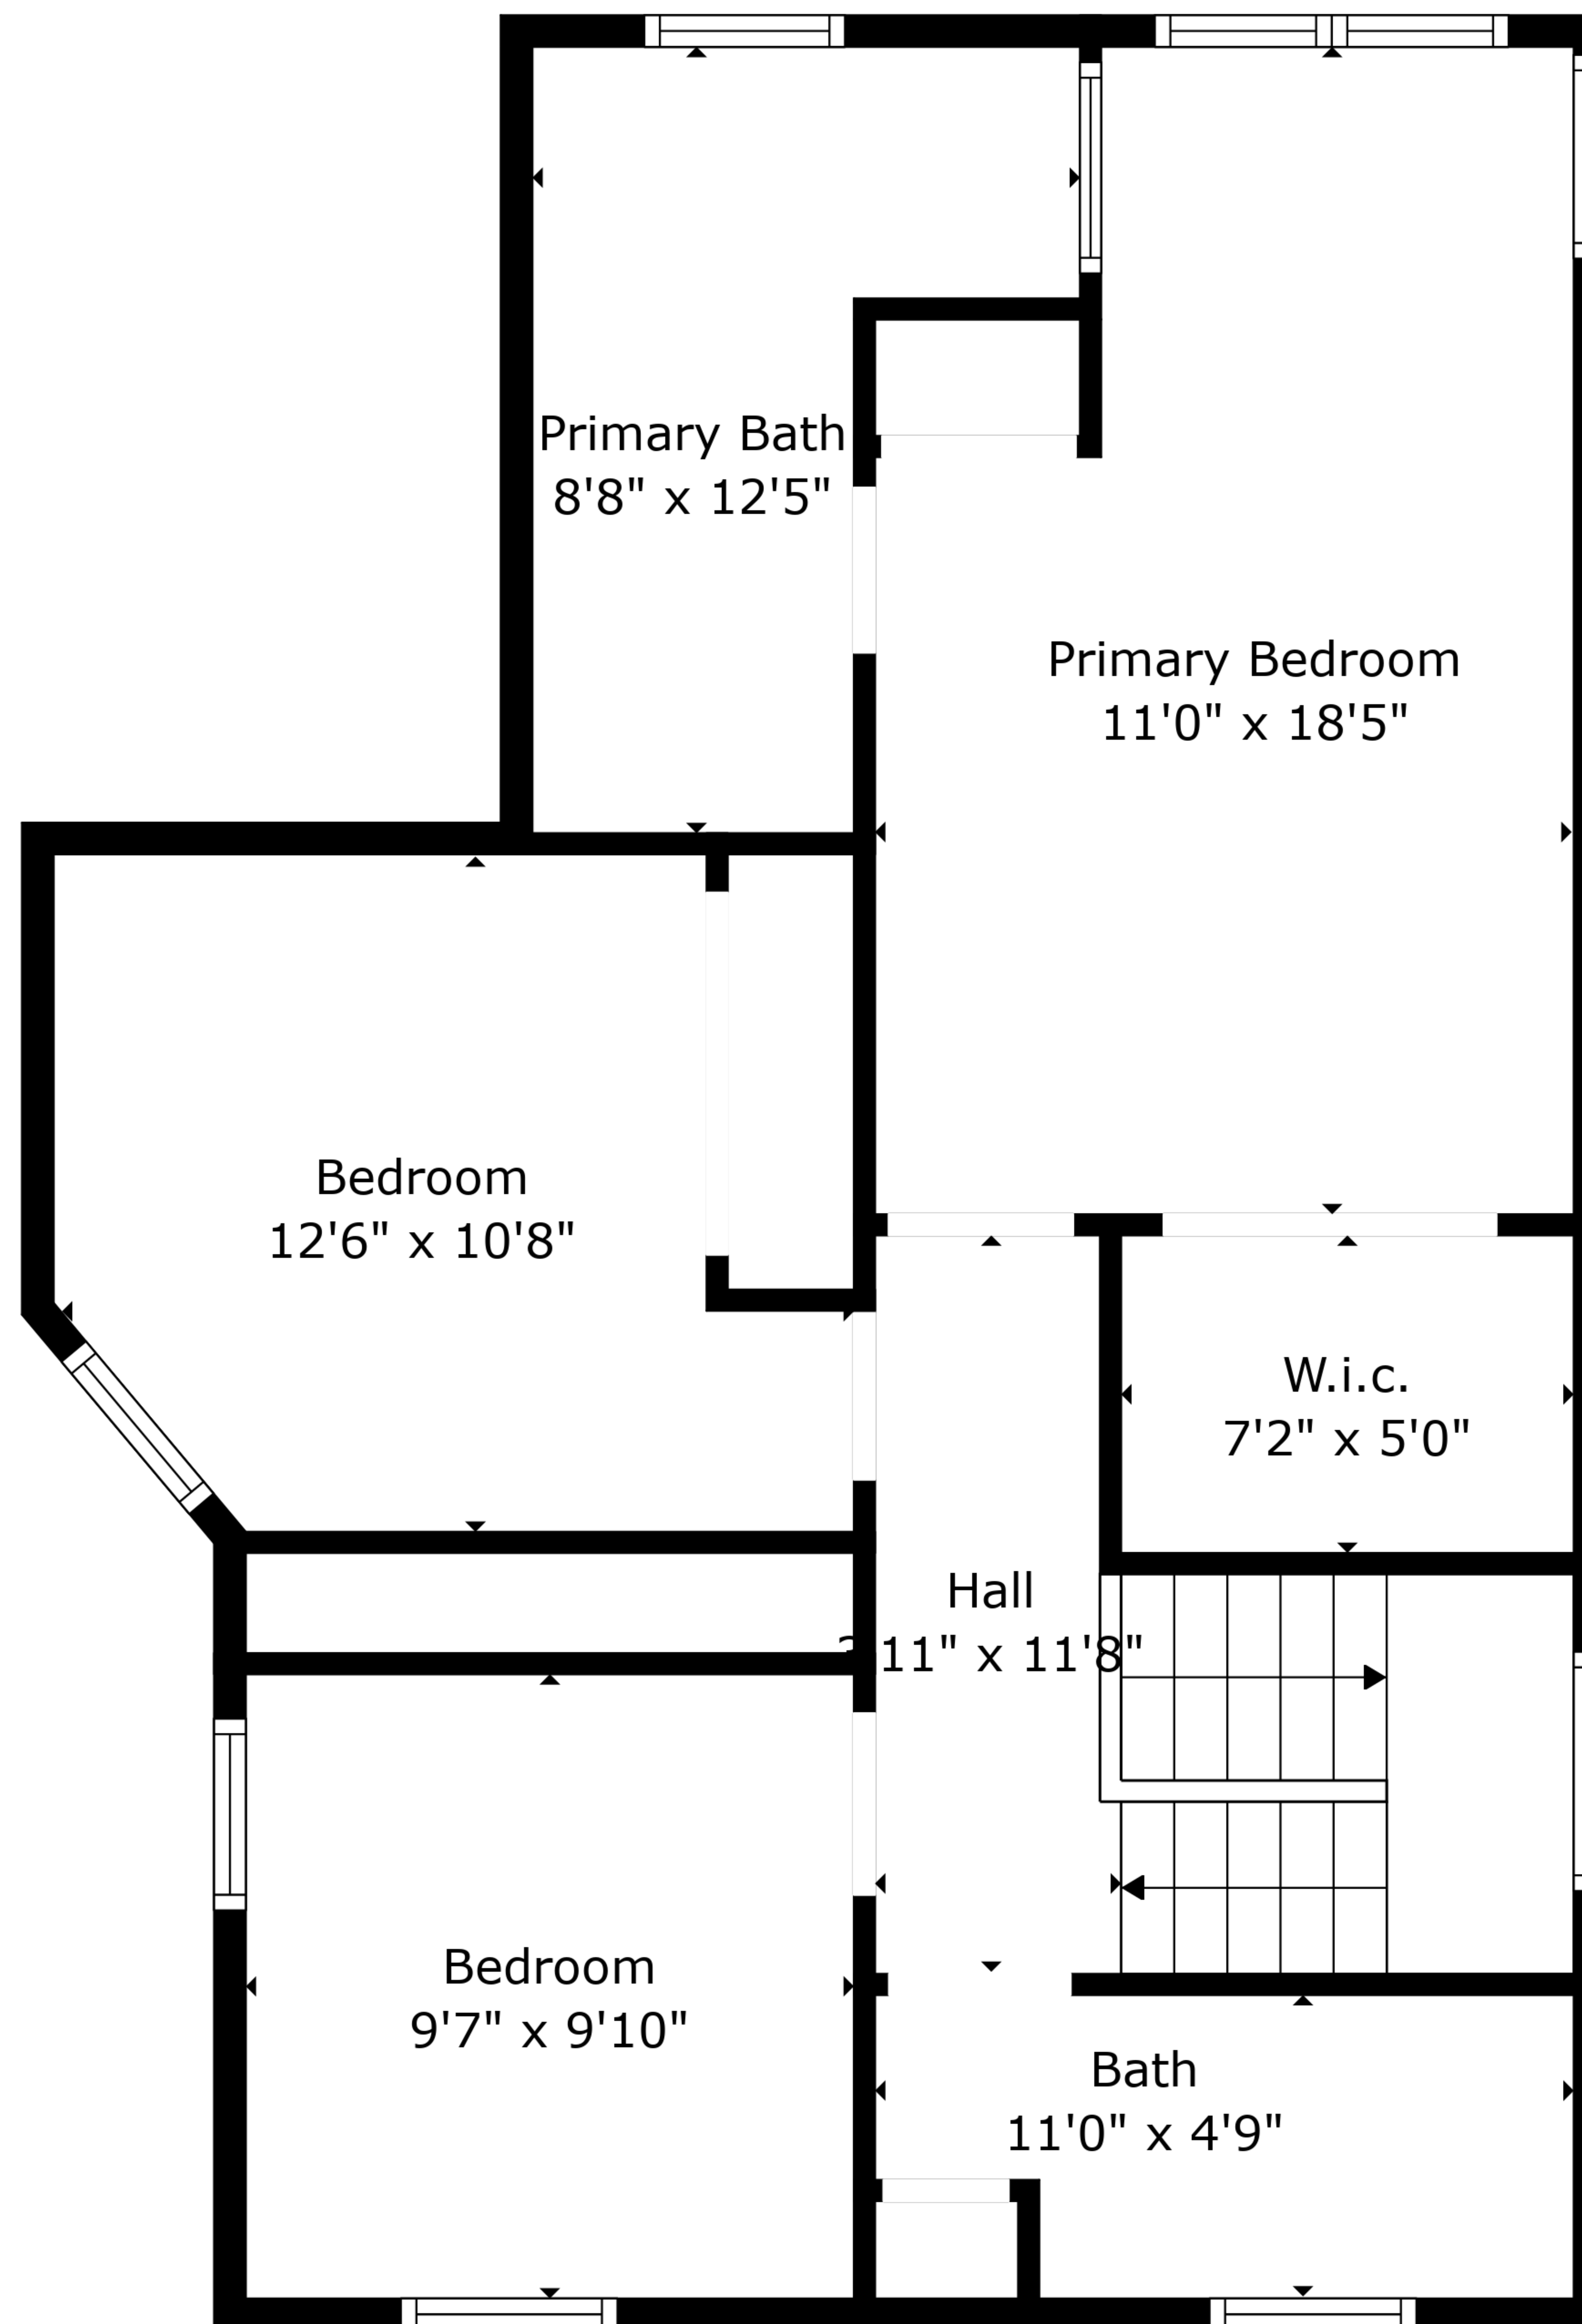 Primary Bath
8'8" x 12'5"
Primary Bedroom
11'0" x 18'5"
Bedroom
12'6" x 10'8"
W.i.c.
7'2" x 5'0"
Hall
11" x 11'8"
Bedroom
9'7" x 9'10"
Bath
11'0" x 4'9"